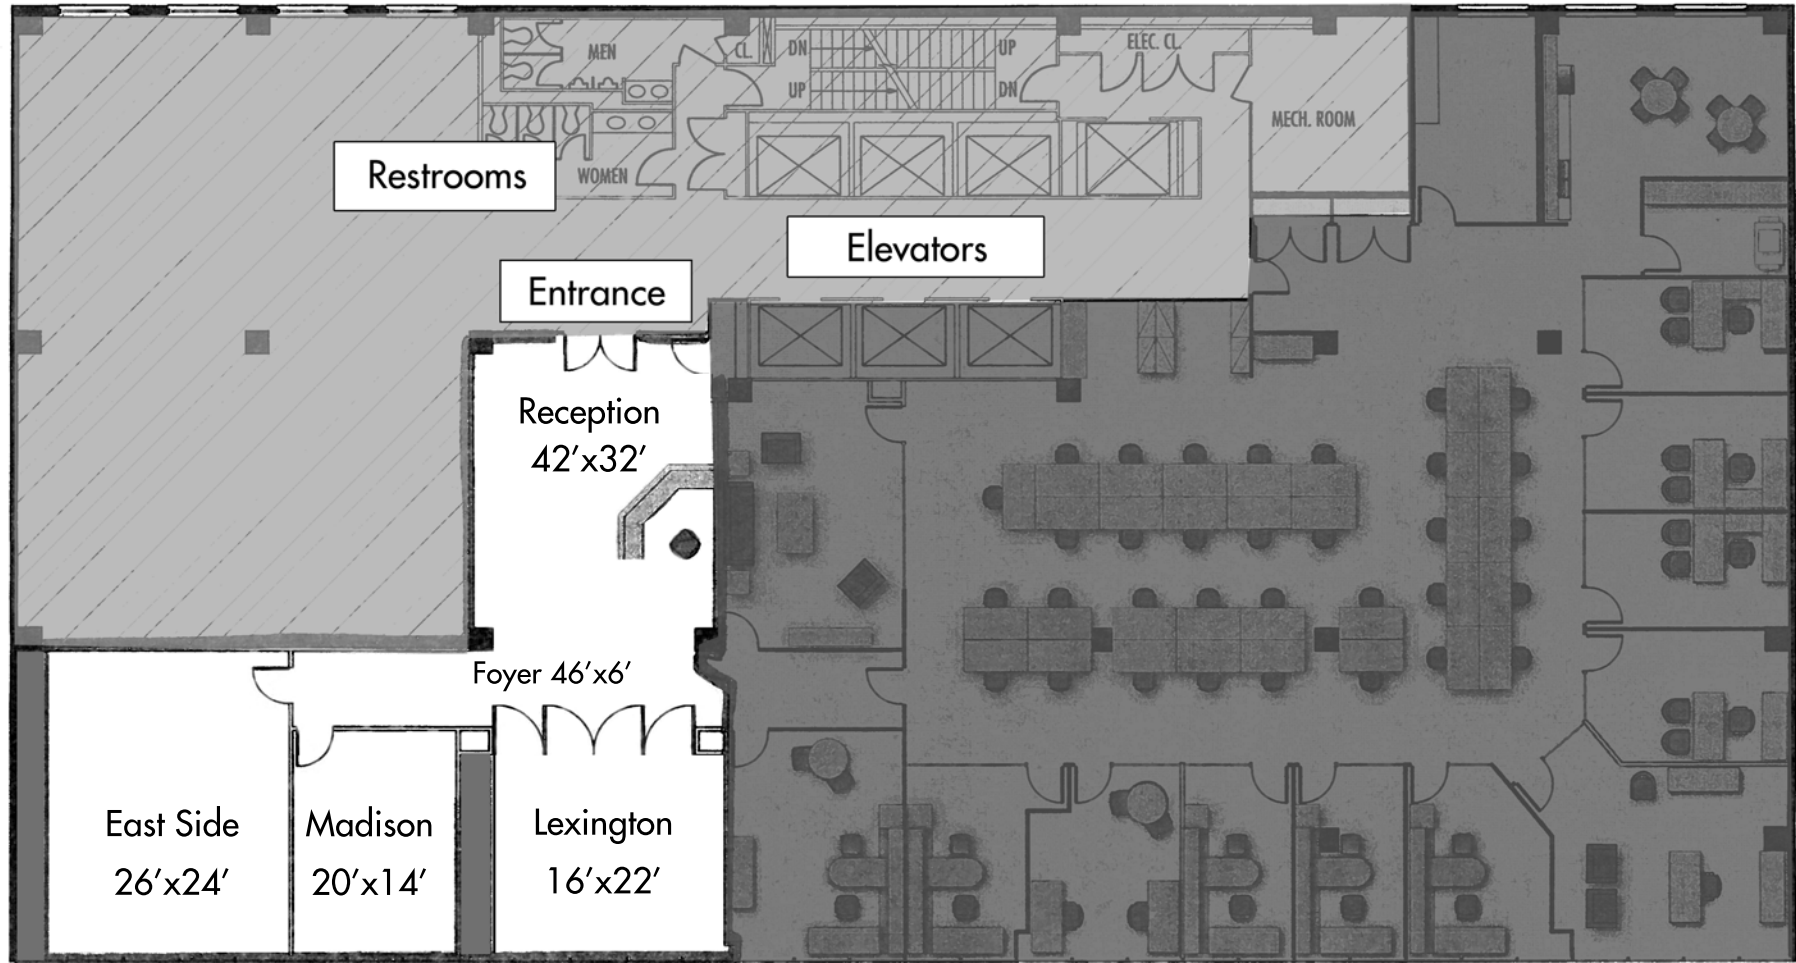 MEN
CL.
DN
UP
UP
DN
ELEC. CL.
MECH. ROOM
Restrooms
WOMEN
Elevators
Entrance
Reception
42’x32’
Foyer 46’x6’
East Side
26’x24’
Madison
20’x14’
Lexington
16’x22’